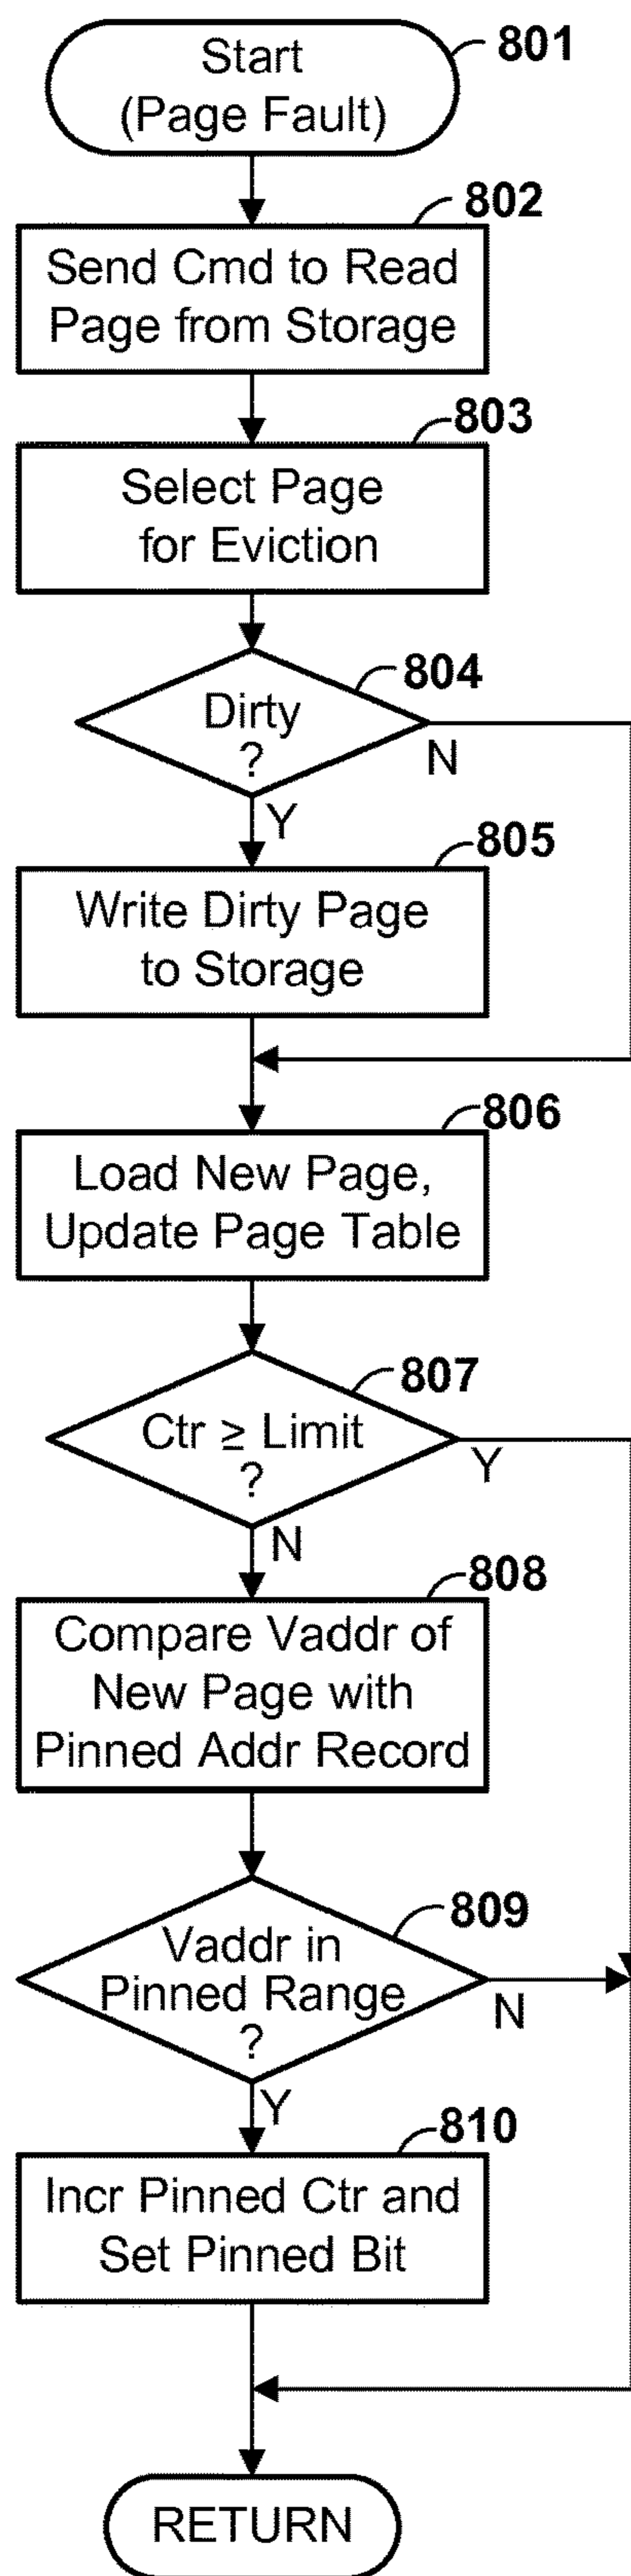 Start
(Page Fault)
801
802
Send Cmd to Read
Page from Storage
803
Select Page
for Eviction
804
Dirty
?
N
Y
805
Write Dirty Page
to Storage
806
Load New Page,
Update Page Table
807
Ctr ≥ Limit
?
Y
N
808
Compare Vaddr of
New Page with
Pinned Addr Record
809
Vaddr in
Pinned Range
?
N
Y
810
Incr Pinned Ctr and
Set Pinned Bit
RETURN